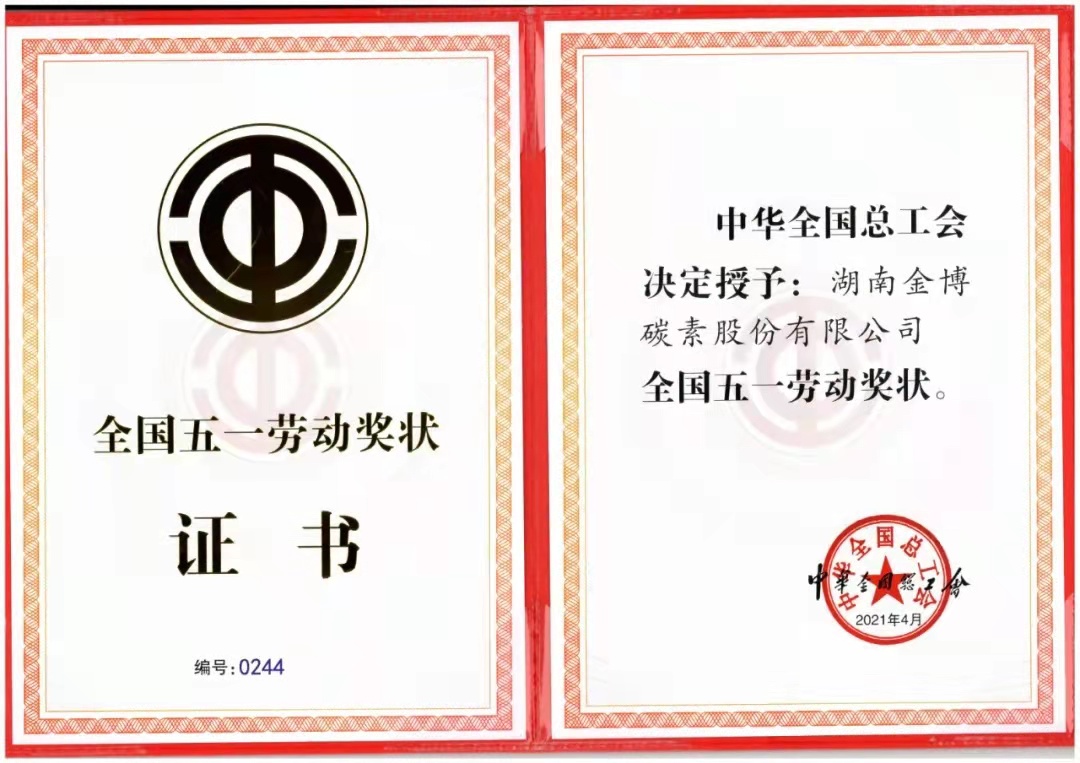 全国五一劳动奖状
证书
编号:0244
中华全国总工会
决定授予：湖南金博
碳素股份有限公司
全国五一劳动奖状。
中华全国总工会
中华全国总工会
2021年4月